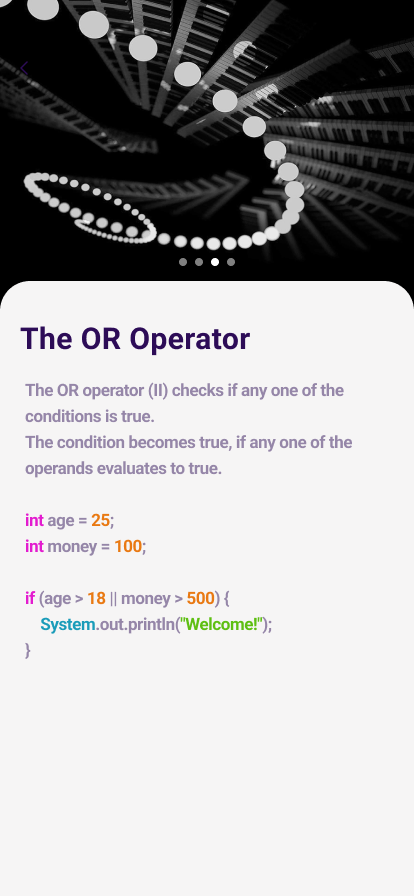 The OR Operator
The OR operator (II) checks if any one of the
conditions is true.
The condition becomes true, if any one of the
operands evaluates to true.
int age = 25;
int money = 100;
if (age > 18 || money > 500) {
System.out.println("Welcome!");
}